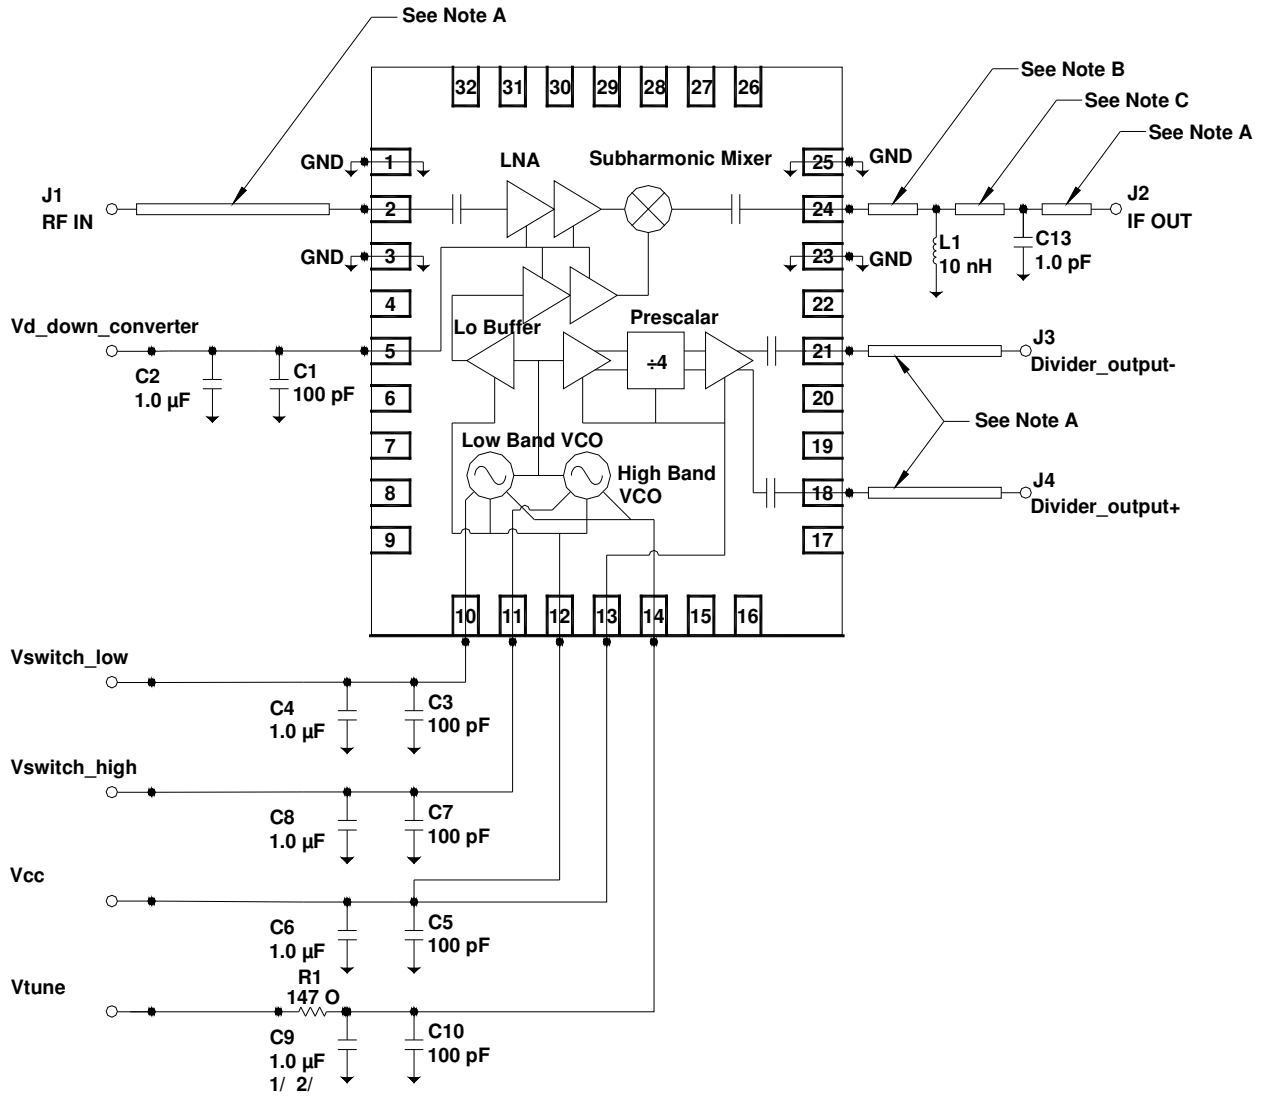 See Note A
32
31
30
29
28
27
26
See Note B
See Note C
See Note A
GND
1
LNA
Subharmonic Mixer
25
GND
J1
RF IN
2
24
J2
IF OUT
GND
3
23
GND
L1
10 nH
C13
1.0 pF
4
22
Vd_down_converter
Lo Buffer
Prescalar
5
÷4
21
J3
Divider_output-
C2
1.0 µF
C1
100 pF
6
20
See Note A
7
Low Band VCO
19
High Band
VCO
8
18
J4
Divider_output+
9
17
10
11
12
13
14
15
16
Vswitch_low
C4
1.0 µF
C3
100 pF
Vswitch_high
C8
1.0 µF
C7
100 pF
Vcc
C6
1.0 µF
C5
100 pF
Vtune
R1
147 O
C9
1.0 µF
1/ 2/
C10
100 pF